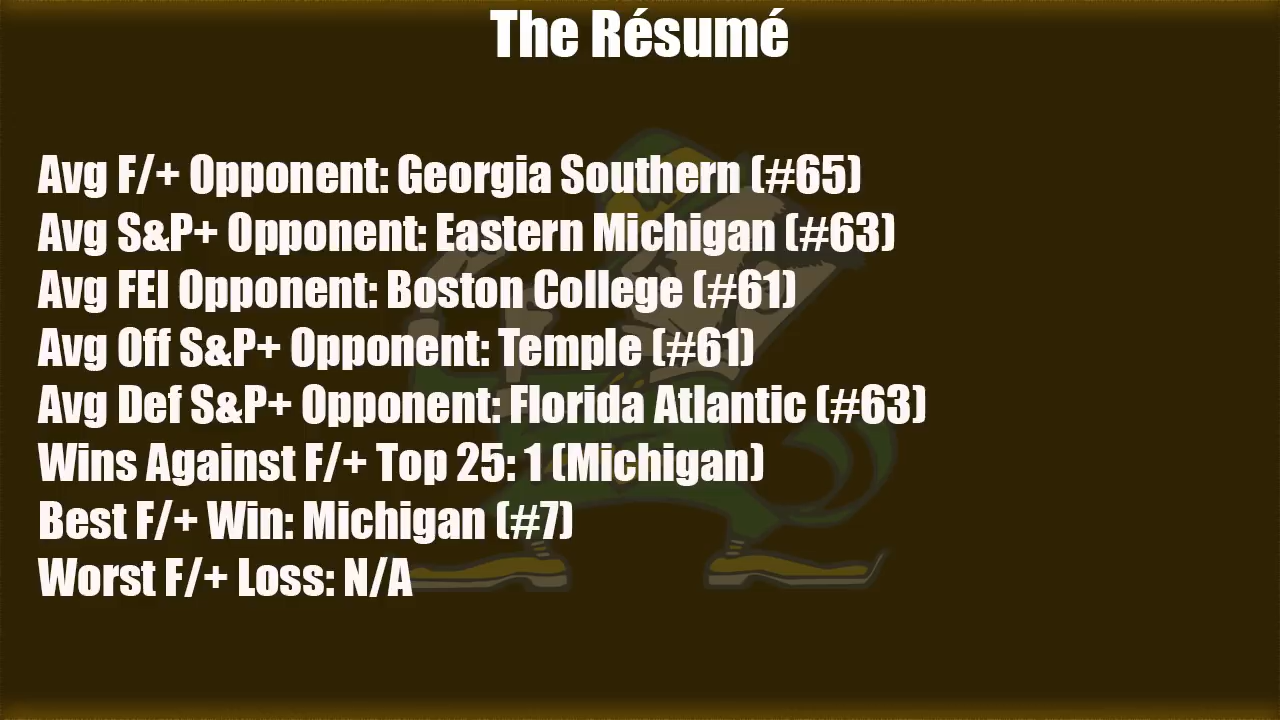 The Résumé
Avg F/+ Opponent: Georgia Southern (#65)
Avg S&P+ Opponent: Eastern Michigan (#63)
Avg FEI Opponent: Boston College (#61)
Avg Off S&P+ Opponent: Temple (#61)
Avg Def S&P+ Opponent: Florida Atlantic (#63)
Wins Against F/+ Top 25: 1 (Michigan)
Best F/+ Win: Michigan (#7)
Worst F/+ Loss: N/A